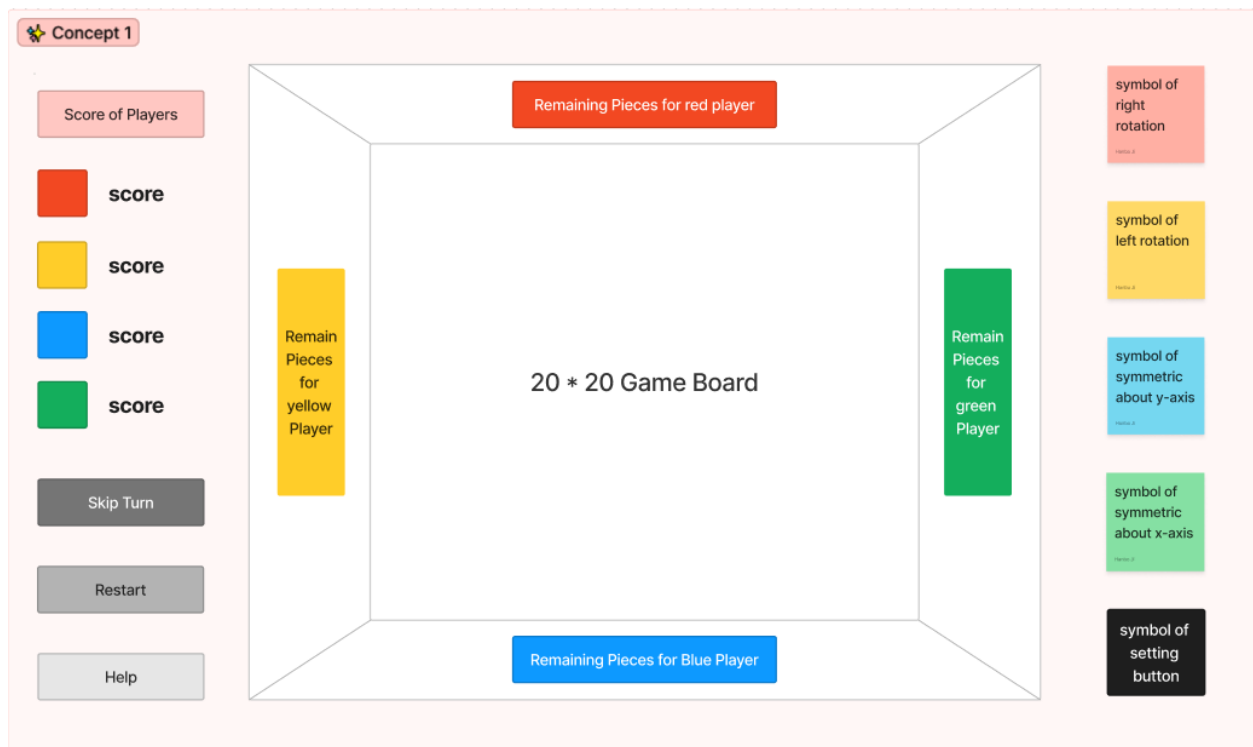 Concept 1
Score of Players
score
score
score
score
Skip Turn
Restart
Help
Remaining Pieces for red player
Remain
Pieces
for
yellow
Player
20 * 20 Game Board
Remain
Pieces
for
green
Player
Remaining Pieces for Blue Player
symbol of
right
rotation
symbol of
left rotation
symbol of
symmetric
about y-axis
symbol of
symmetric
about x-axis
symbol of
setting
button